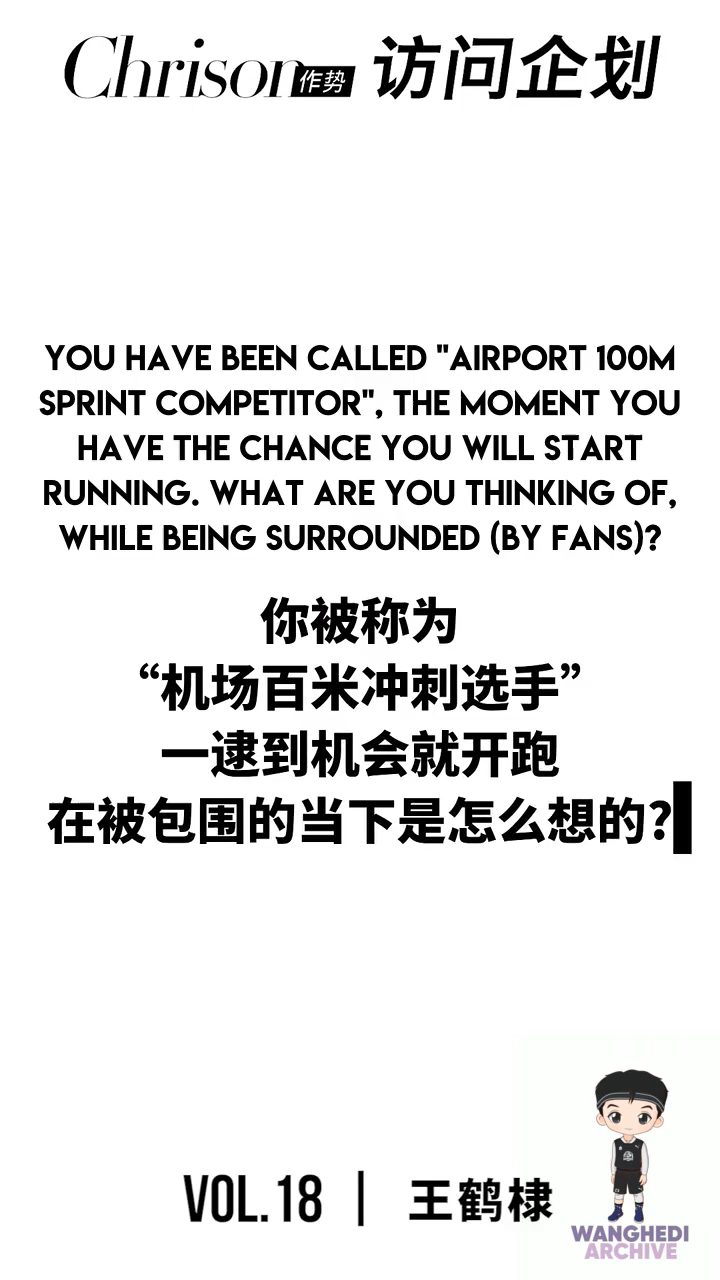 Chrison作势 访问企划
YOU HAVE BEEN CALLED "AIRPORT 100M
SPRINT COMPETITOR", THE MOMENT YOU
HAVE THE CHANCE YOU WILL START
RUNNING. WHAT ARE YOU THINKING OF,
WHILE BEING SURROUNDED (BY FANS)?
你被称为
“机场百米冲刺选手”
一逮到机会就开跑
在被包围的当下是怎么想的?
VOL.18 | 王鹤棣
WANGHEDI
ARCHIVE